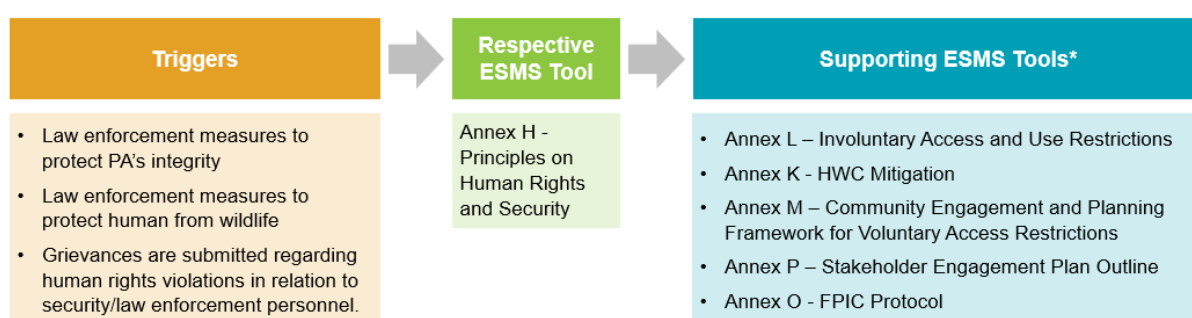 Triggers
Respective
ESMS Tool
Supporting ESMS Tools*
• Law enforcement measures to
protect PA's integrity
• Law enforcement measures to
protect human from wildlife
• Grievances are submitted regarding
human rights violations in relation to
security/law enforcement personnel.
Annex H -
Principles on
Human Rights
and Security
• Annex L – Involuntary Access and Use Restrictions
• Annex K - HWC Mitigation
• Annex M – Community Engagement and Planning
Framework for Voluntary Access Restrictions
• Annex P – Stakeholder Engagement Plan Outline
• Annex O - FPIC Protocol